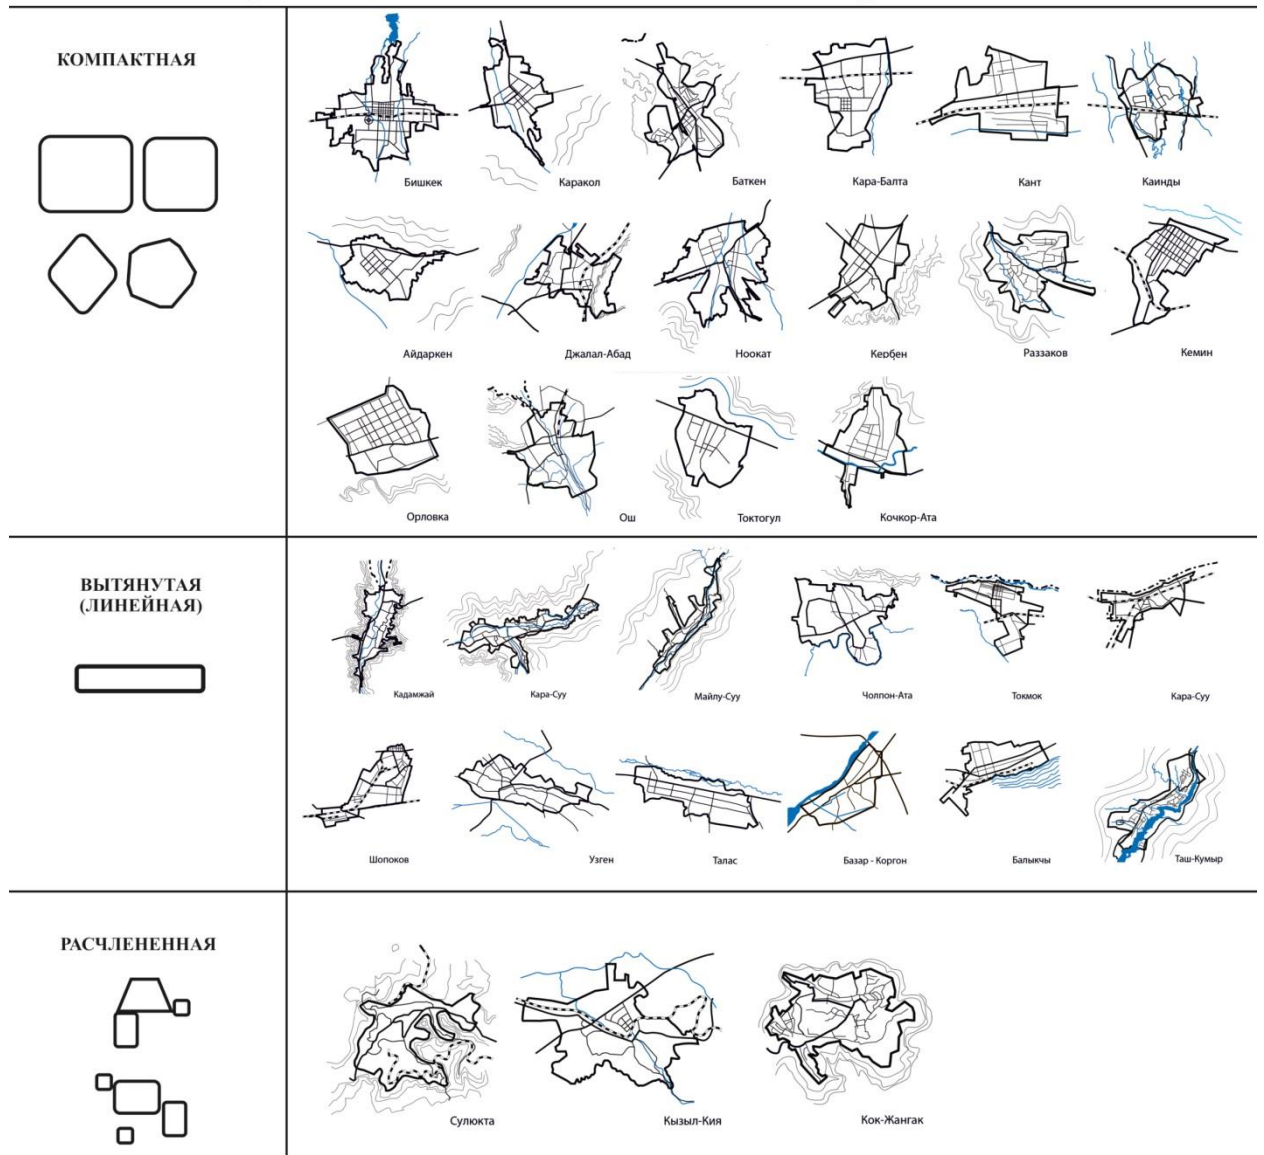 КОМПАКТНАЯ
Бишкек
Каракол
Баткен
Кара-Балта
Кант
Каинды
Айдаркен
Джалал-Абад
Ноокат
Кербен
Раззаков
Кемин
Орловка
Ош
Токтогул
Кочкор-Ата
ВЫТЯНУТАЯ
(ЛИНЕЙНАЯ)
Кадамжай
Кара-Суу
Майлу-Суу
Чолпон-Ата
Токмок
Кара-Суу
Шопоков
Узген
Талас
Базар - Коргон
Балыкчы
Таш-Кумыр
РАСЧЛЕНЕННАЯ
Сулюкта
Кызыл-Кия
Кок-Жангак